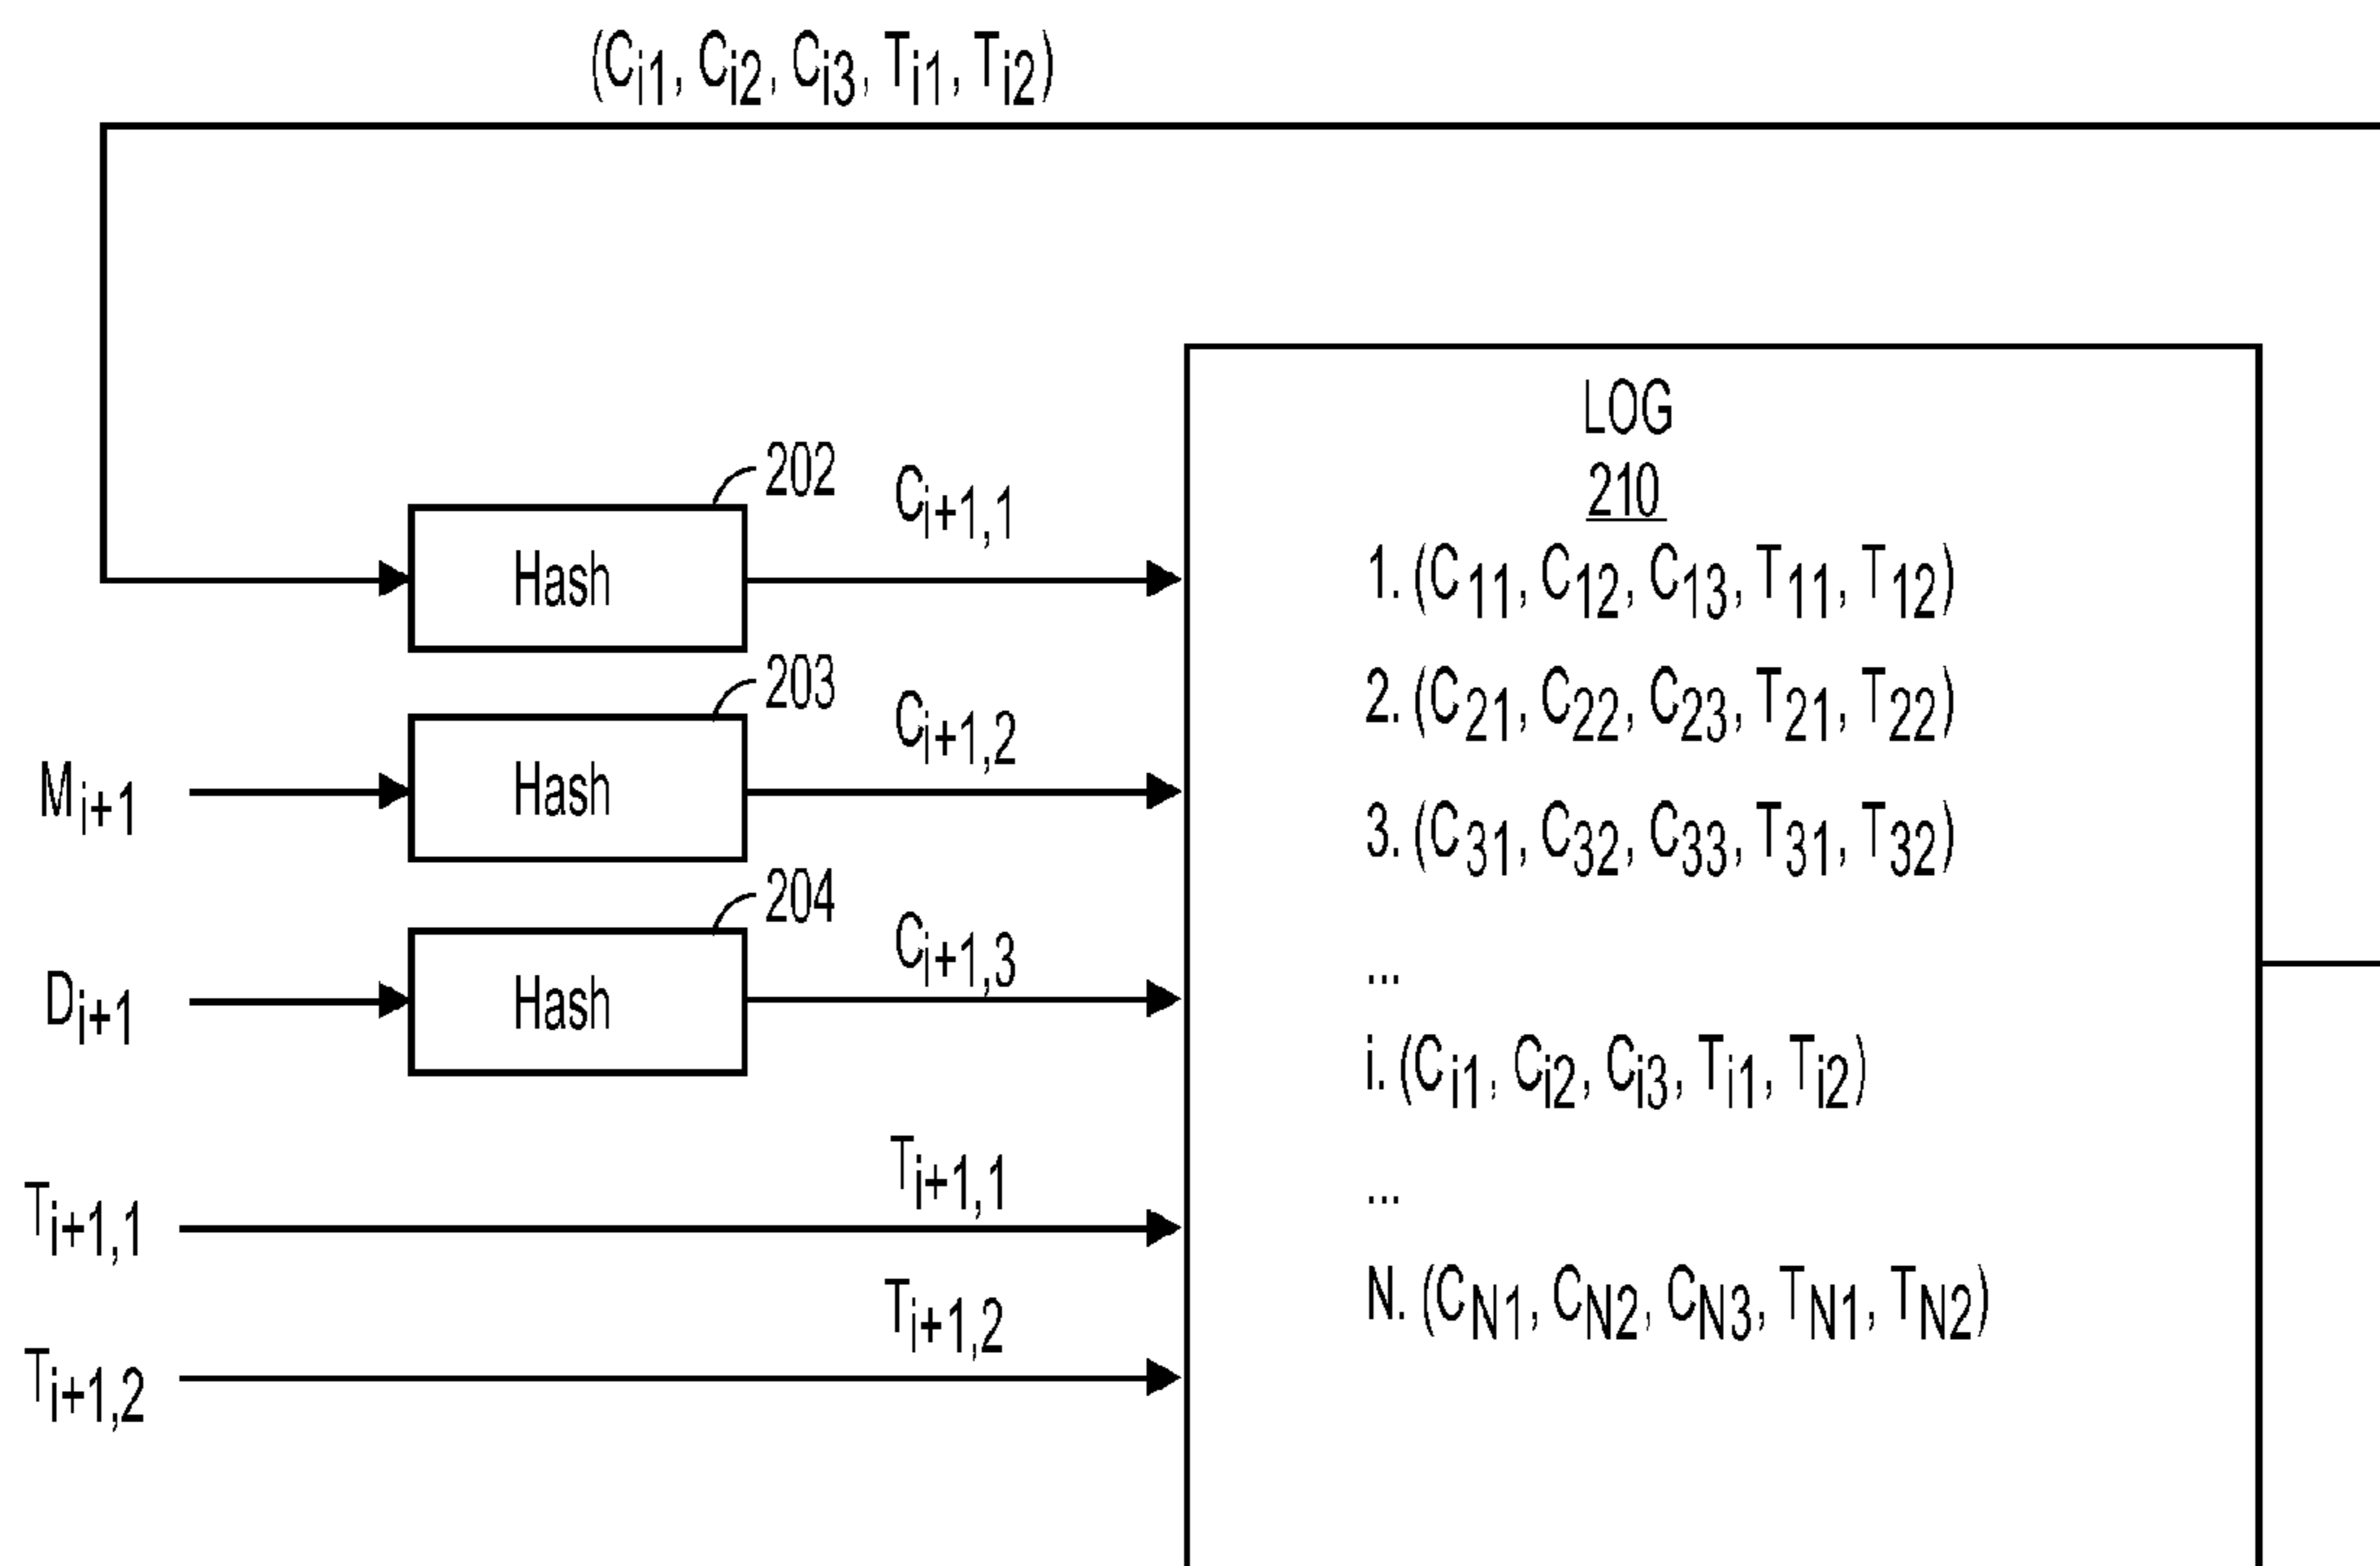 (Ci1, Ci2, Ci3, Ti1, Ti2)
LOG
210
202
Hash
Ci+1,1
1. (C11, C12, C13, T11, T12)
203
Mi+1
Hash
Ci+1,2
2. (C21, C22, C23, T21, T22)
3. (C31, C32, C33, T31, T32)
204
Di+1
Hash
Ci+1,3
...
i. (Ci1, Ci2, Ci3, Ti1, Ti2)
Ti+1,1
Ti+1,1
...
Ti+1,2
Ti+1,2
N. (CN1, CN2, CN3, TN1, TN2)